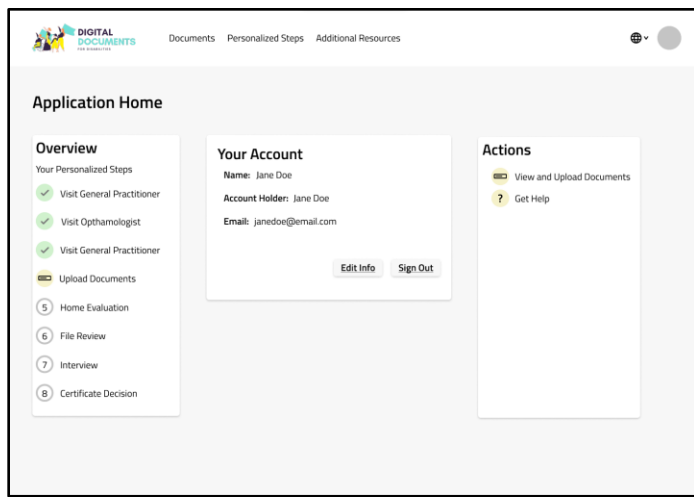 DIGITAL
DOCUMENTS
FOR DISABILITIES
Documents Personalized Steps Additional Resources
Application Home
Overview
Your Personalized Steps
Visit General Practitioner
Visit Opthamologist
Visit General Practitioner
Upload Documents
5 Home Evaluation
6 File Review
7 Interview
8 Certificate Decision
Your Account
Name: Jane Doe
Account Holder: Jane Doe
Email: janedoe@email.com
Edit Info Sign Out
Actions
View and Upload Documents
? Get Help